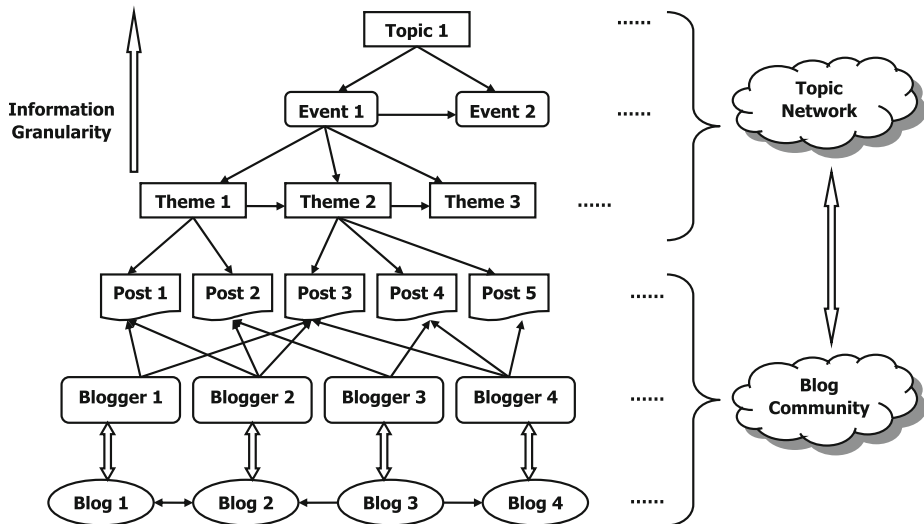 Topic 1 ......
Information
Granularity
Event 1 Event 2 ......
Topic
Network
Theme 1 Theme 2 Theme 3 ......
Post 1 Post 2 Post 3 Post 4 Post 5 ......
Blogger 1 Blogger 2 Blogger 3 Blogger 4 ......
Blog
Community
Blog 1 Blog 2 Blog 3 Blog 4 ......